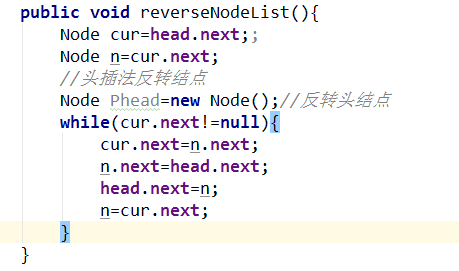 public void reverseNodeList(){
Node cur=head.next;;
Node n=cur.next;
//头插法反转结点
Node Phead=new Node();//反转头结点
while(cur.next!=null){
cur.next=n.next;
n.next=head.next;
head.next=n;
n=cur.next;
}
}